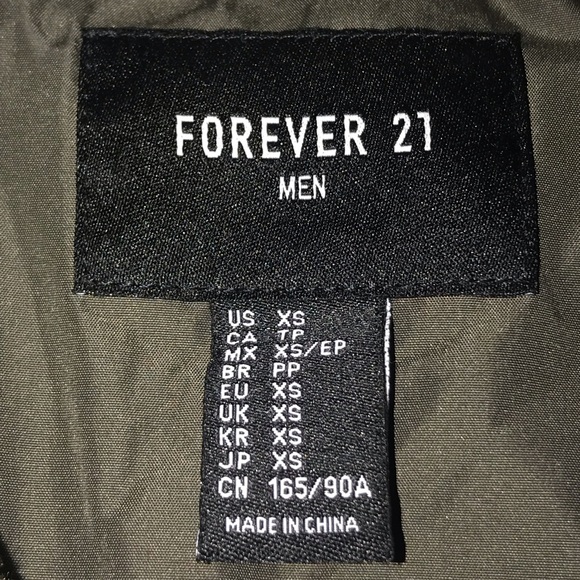 FOREVER 21
MEN
US XS
CA TP
MX XS/EP
BR PP
EU XS
UK XS
KR XS
JP XS
CN 165/90A
MADE IN CHINA